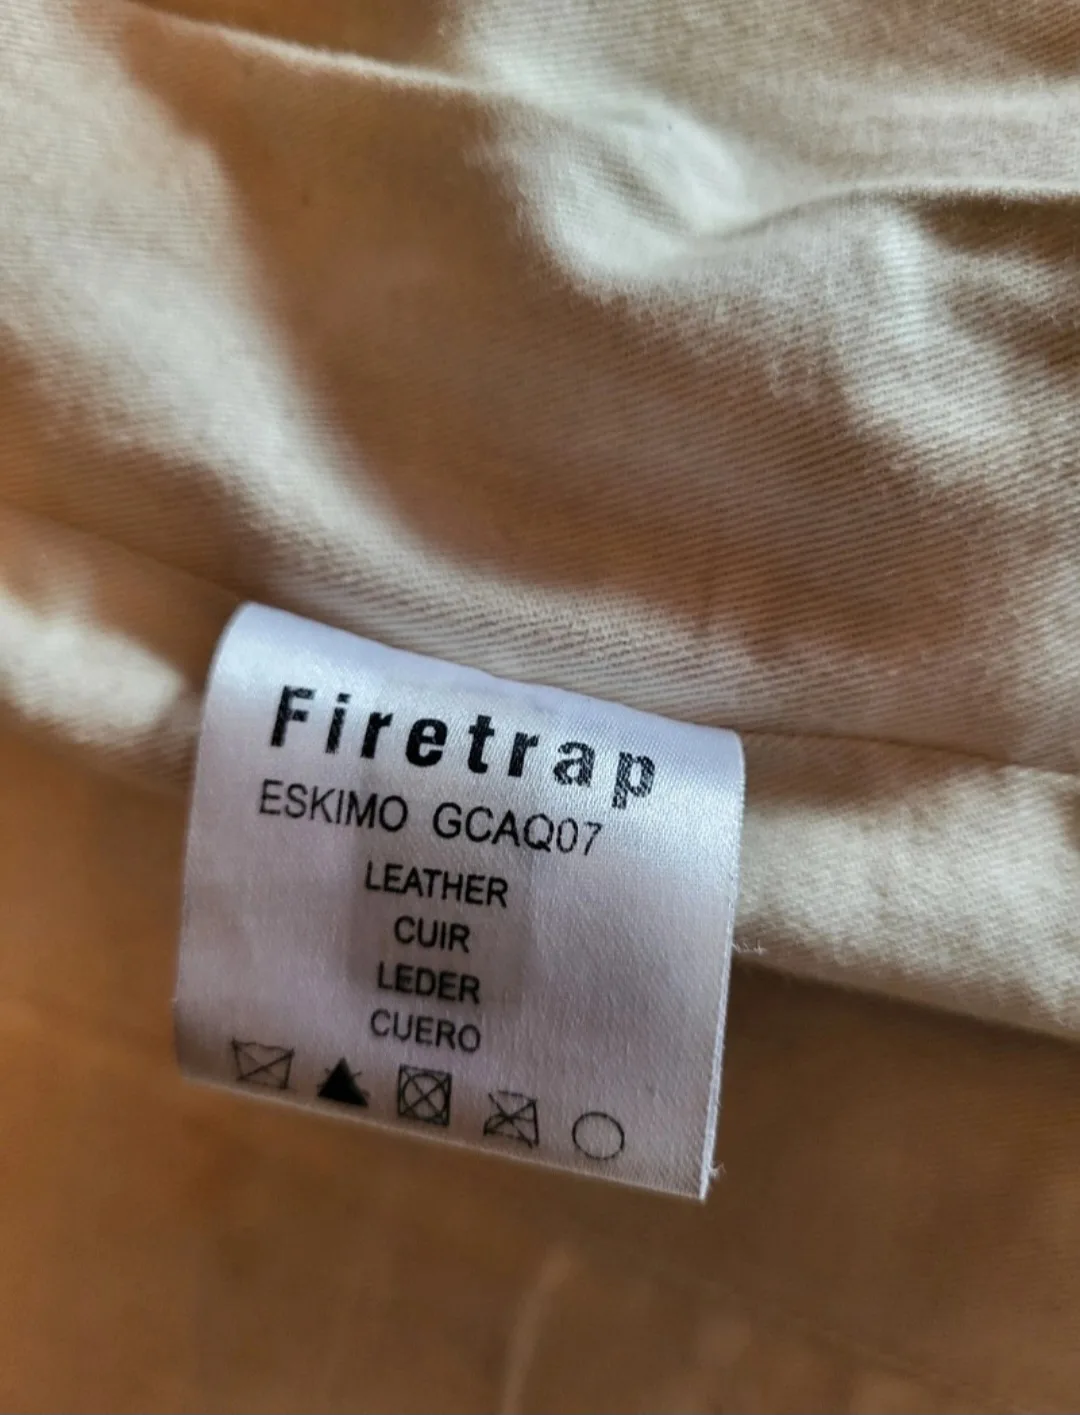 Firetrap
ESKIMO GCAQ07
LEATHER
CUIR
LEDER
CUERO